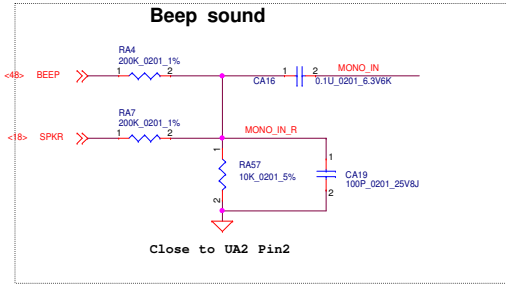 Beep sound
RA4
200K_0201_1%
<48> BEEP 1 2
1 2 MONO_IN
CA16 0.1U_0201_6.3V6K
RA7
200K_0201_1%
<18> SPKR 1 2
MONO_IN_R
1
RA57
10K_0201_5%
2
1
CA19
100P_0201_25V8J
2
Close to UA2 Pin2